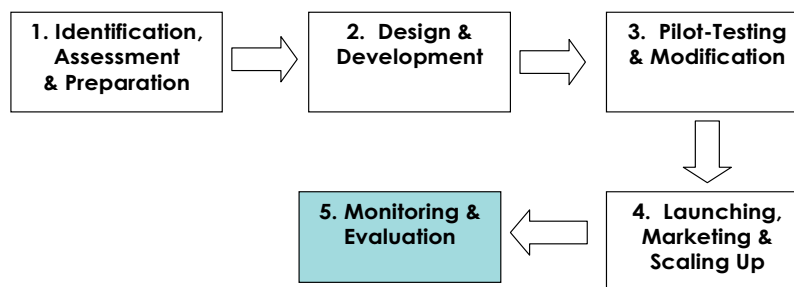 1. Identification,
Assessment
& Preparation
2. Design &
Development
3. Pilot-Testing
& Modification
4. Launching,
Marketing &
Scaling Up
5. Monitoring &
Evaluation